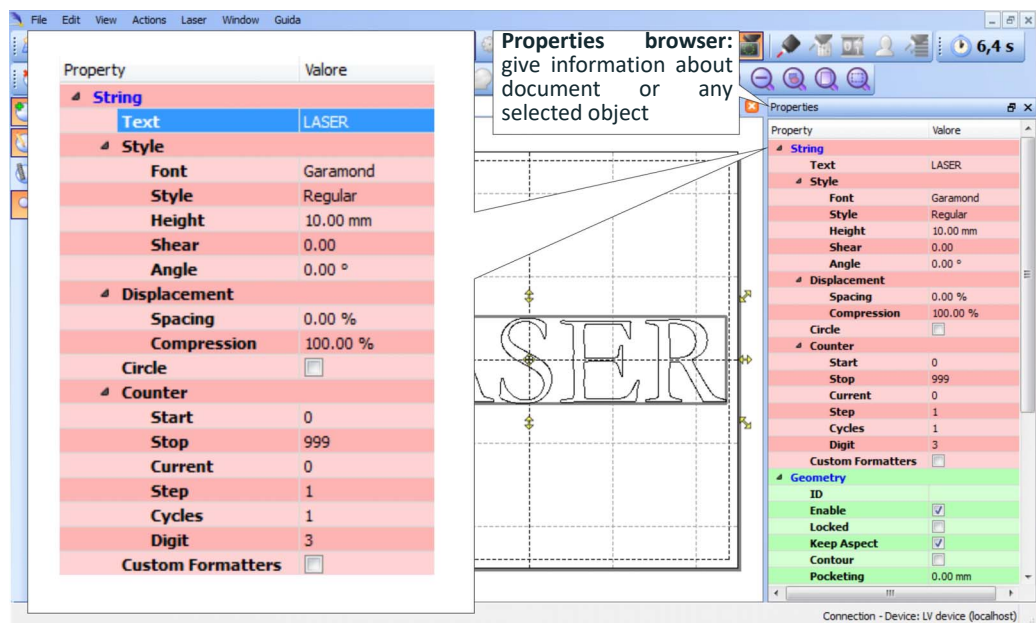 File Edit View Actions Laser Window Guida
Properties browser:
give information about
document or any
selected object
6,4 s
Property Valore
String
Text LASER
Style
Font Garamond
Style Regular
Height 10.00 mm
Shear 0.00
Angle 0.00 °
Displacement
Spacing 0.00 %
Compression 100.00 %
Circle
Counter
Start 0
Stop 999
Current 0
Step 1
Cycles 1
Digit 3
Custom Formatters
ASER
Properties
Property Valore
String
Text LASER
Style
Font Garamond
Style Regular
Height 10.00 mm
Shear 0.00
Angle 0.00 °
Displacement
Spacing 0.00 %
Compression 100.00 %
Circle
Counter
Start 0
Stop 999
Current 0
Step 1
Cycles 1
Digit 3
Custom Formatters
Geometry
ID
Enable
Locked
Keep Aspect
Contour
Pocketing 0.00 mm
Connection - Device: LV device (localhost)